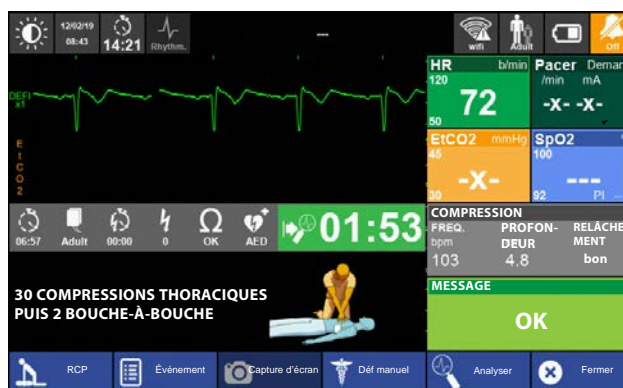 12/02/19
08:43
14:21
Rhythm.
---
wifi
Adult
Off
HR b/min
120
72
50
Pacer Deman
/min mA
-x- -x-
DEFI
x1
EtCO2
EtCO2 mmHg
45
-X-
30
SpO2 %
100
---
92 PI --
06:57
Adult
00:00
0
OK
AED
01:53
COMPRESSION
FREQ. PROFON- RELÂCHE
bpm DEUR MENT
103 4.8 bon
30 COMPRESSIONS THORACIQUES
PUIS 2 BOUCHE-À-BOUCHE
MESSAGE
OK
RCP
Événement
Capture d'écran
Déf manuel
Analyser
Fermer